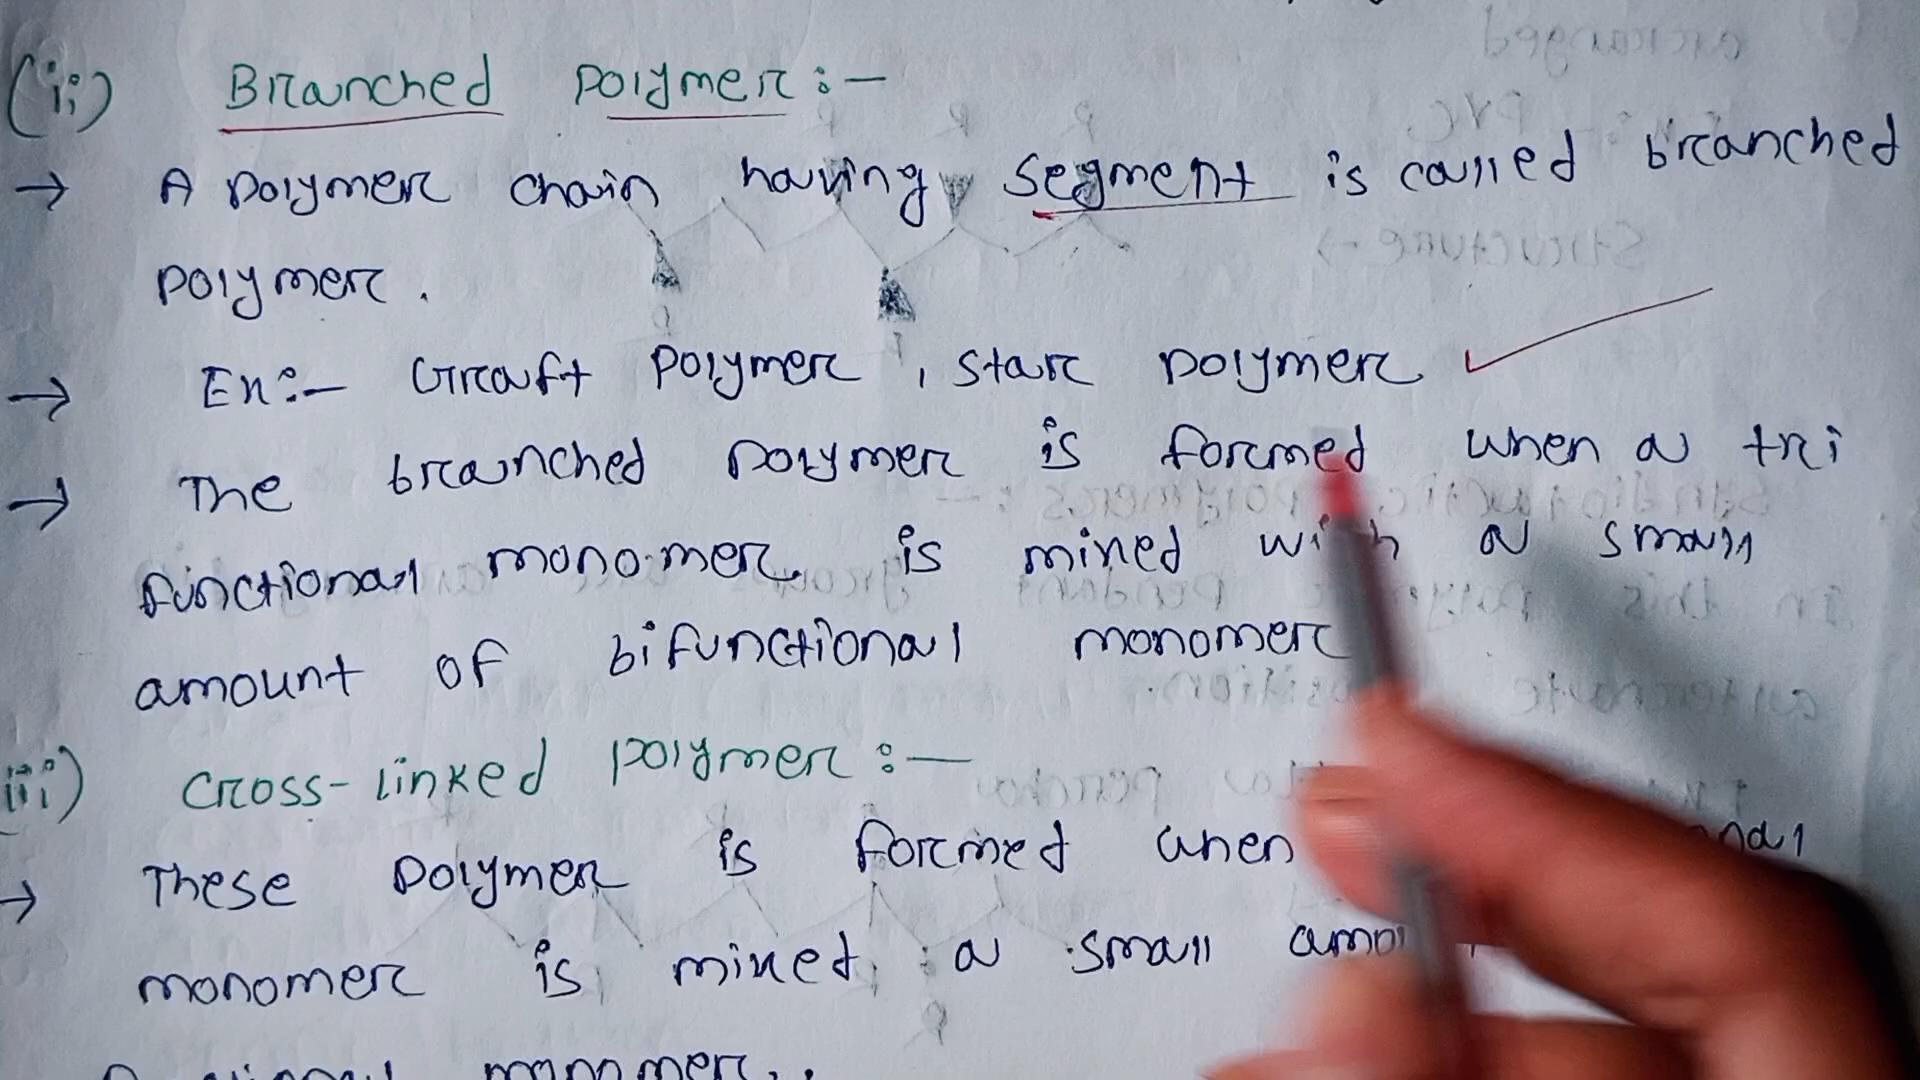 (ii) Branched polymer :-
→ A polymer chain having segment is called branched
polymer.
→ Ex:- Graft polymer, star polymer
→ The branched polymer is formed when a tri
functional monomer is mixed with a small
amount of bifunctional monomer
iii) Cross-linked polymer :-
→ These polymer is formed when
monomer is mixed a small
monomer..